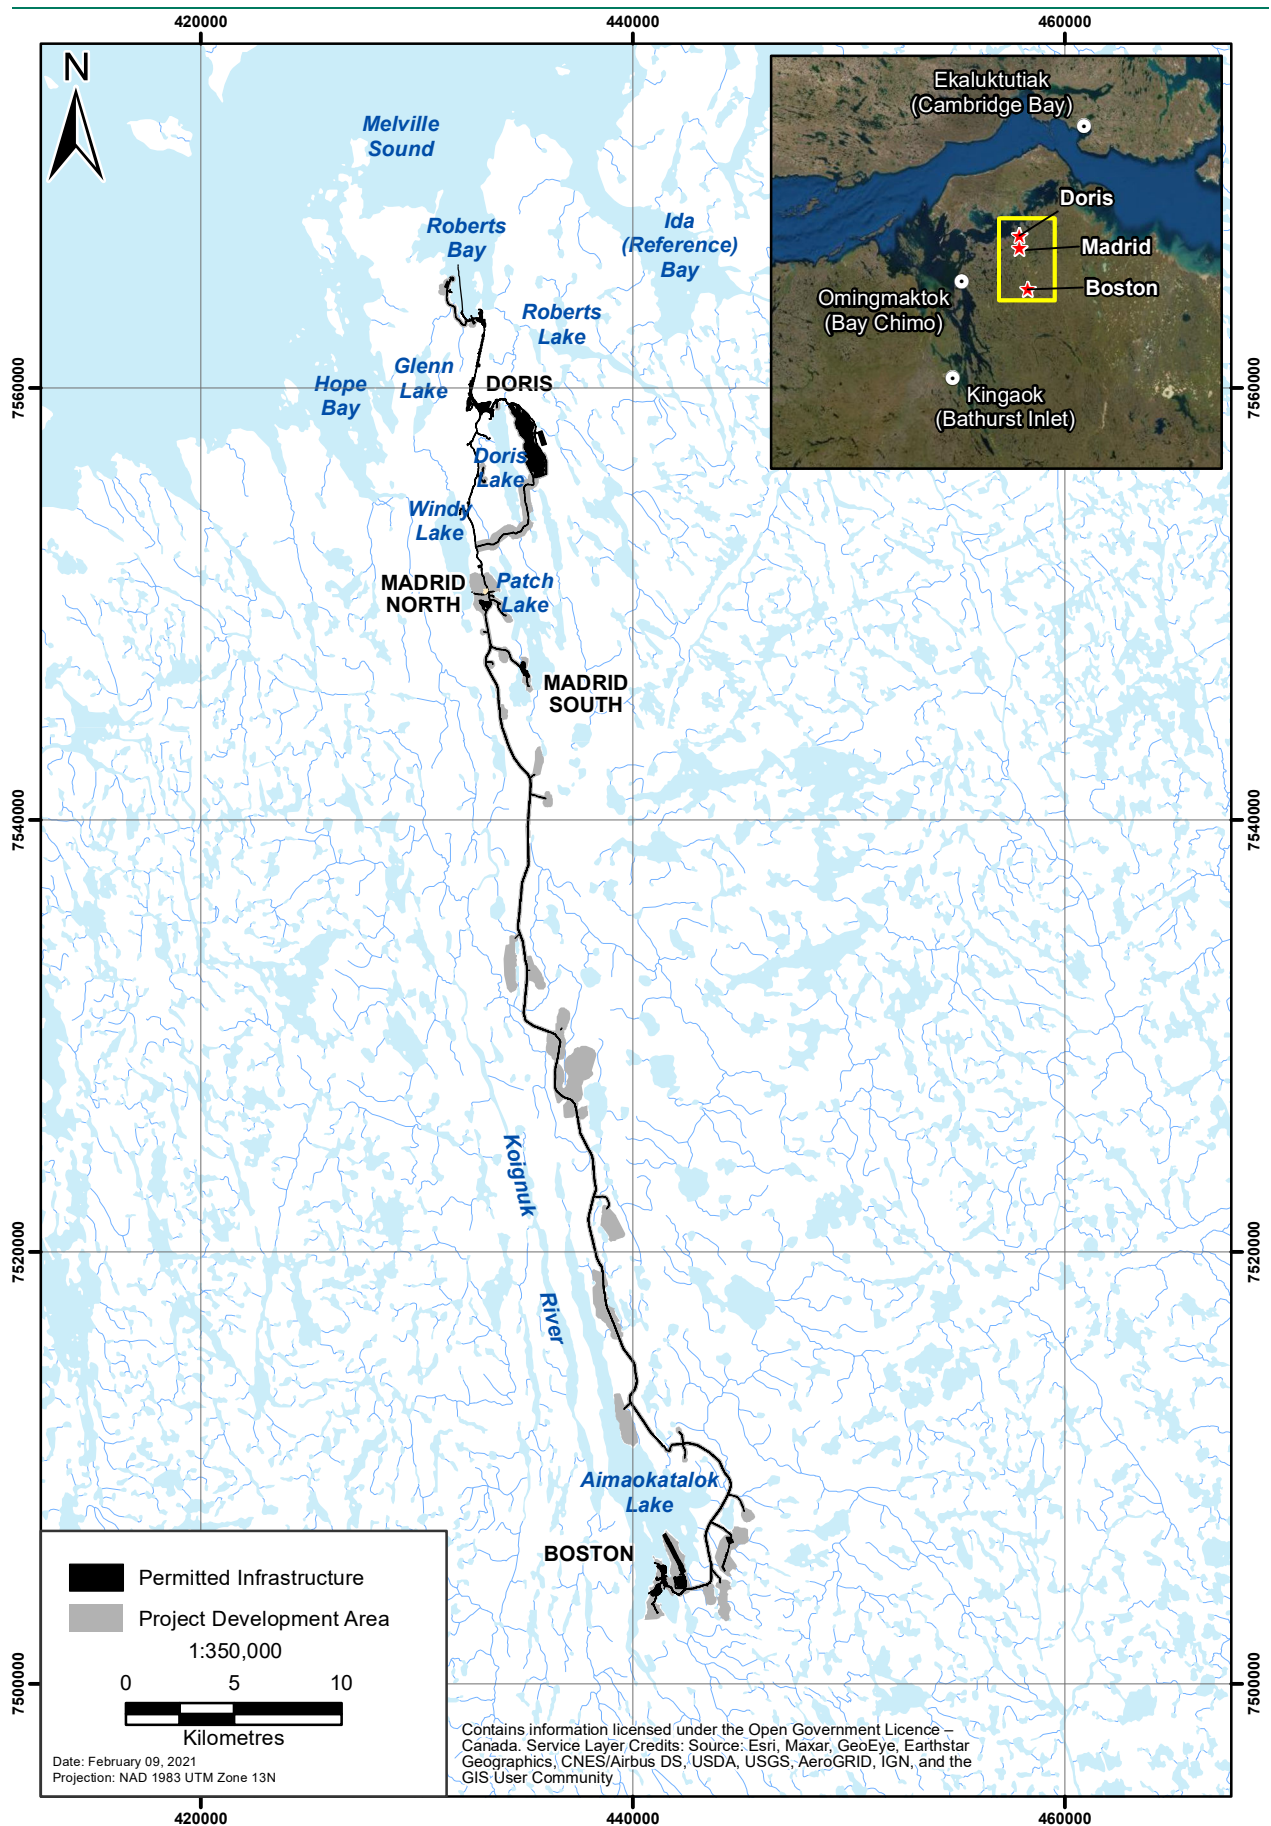 420000
440000
460000
N
Melville
Sound
Roberts
Bay
Ida
(Reference)
Bay
Roberts
Lake
Glenn
Lake
Hope
Bay
DORIS
Doris
Lake
Windy
Lake
MADRID
NORTH
Patch
Lake
MADRID
SOUTH
Koignuk
River
Aimaokatalok
Lake
BOSTON
Ekaluktutiak
(Cambridge Bay)
Doris
Madrid
Boston
Omingmaktok
(Bay Chimo)
Kingaok
(Bathurst Inlet)
7560000
7560000
7540000
7540000
7520000
7520000
7500000
7500000
Permitted Infrastructure
Project Development Area
1:350,000
0 5 10
Kilometres
Date: February 09, 2021
Projection: NAD 1983 UTM Zone 13N
Contains information licensed under the Open Government Licence –
Canada. Service Layer Credits: Source: Esri, Maxar, GeoEye, Earthstar
Geographics, CNES/Airbus DS, USDA, USGS, AeroGRID, IGN, and the
GIS User Community
420000
440000
460000